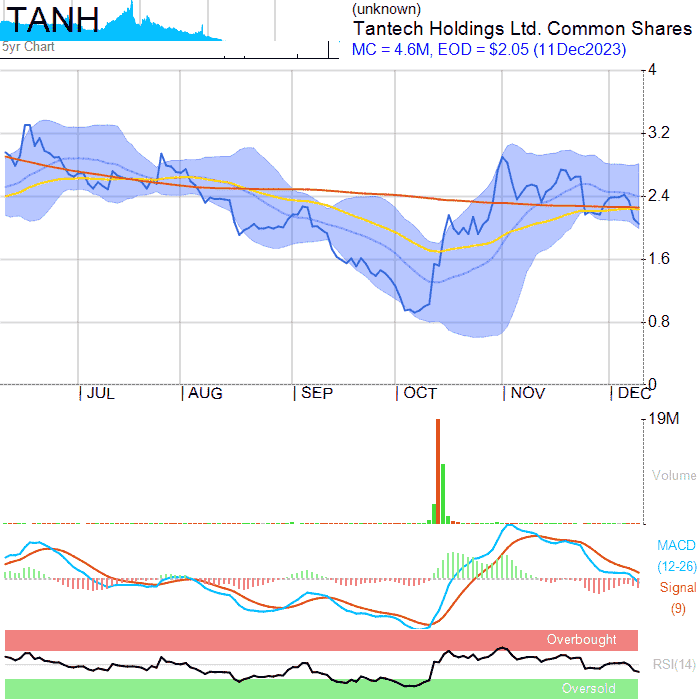 TANH
(unknown)
Tantech Holdings Ltd. Common Shares
5yr Chart
MC = 4.6M, EOD = $2.05 (11Dec2023)
4
3.2
2.4
1.6
0.8
0
JUL AUG SEP OCT NOV DEC
19M
Volume
MACD
(12-26)
Signal
(9)
Overbought
RSI(14)
Oversold